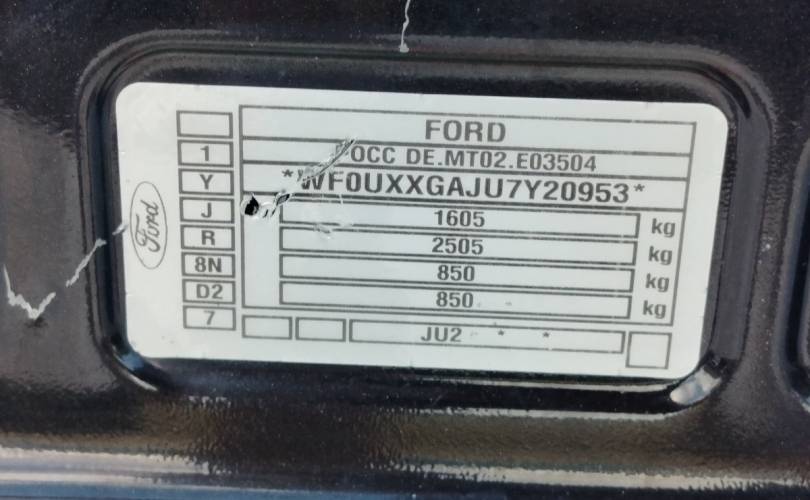 Ford
FORD
1 OCC DE.MT02.E03504
Y *WF0UXXGAJU7Y20953*
J 1605 kg
R 2505 kg
8N 850 kg
D2 850 kg
7 JU2 * *